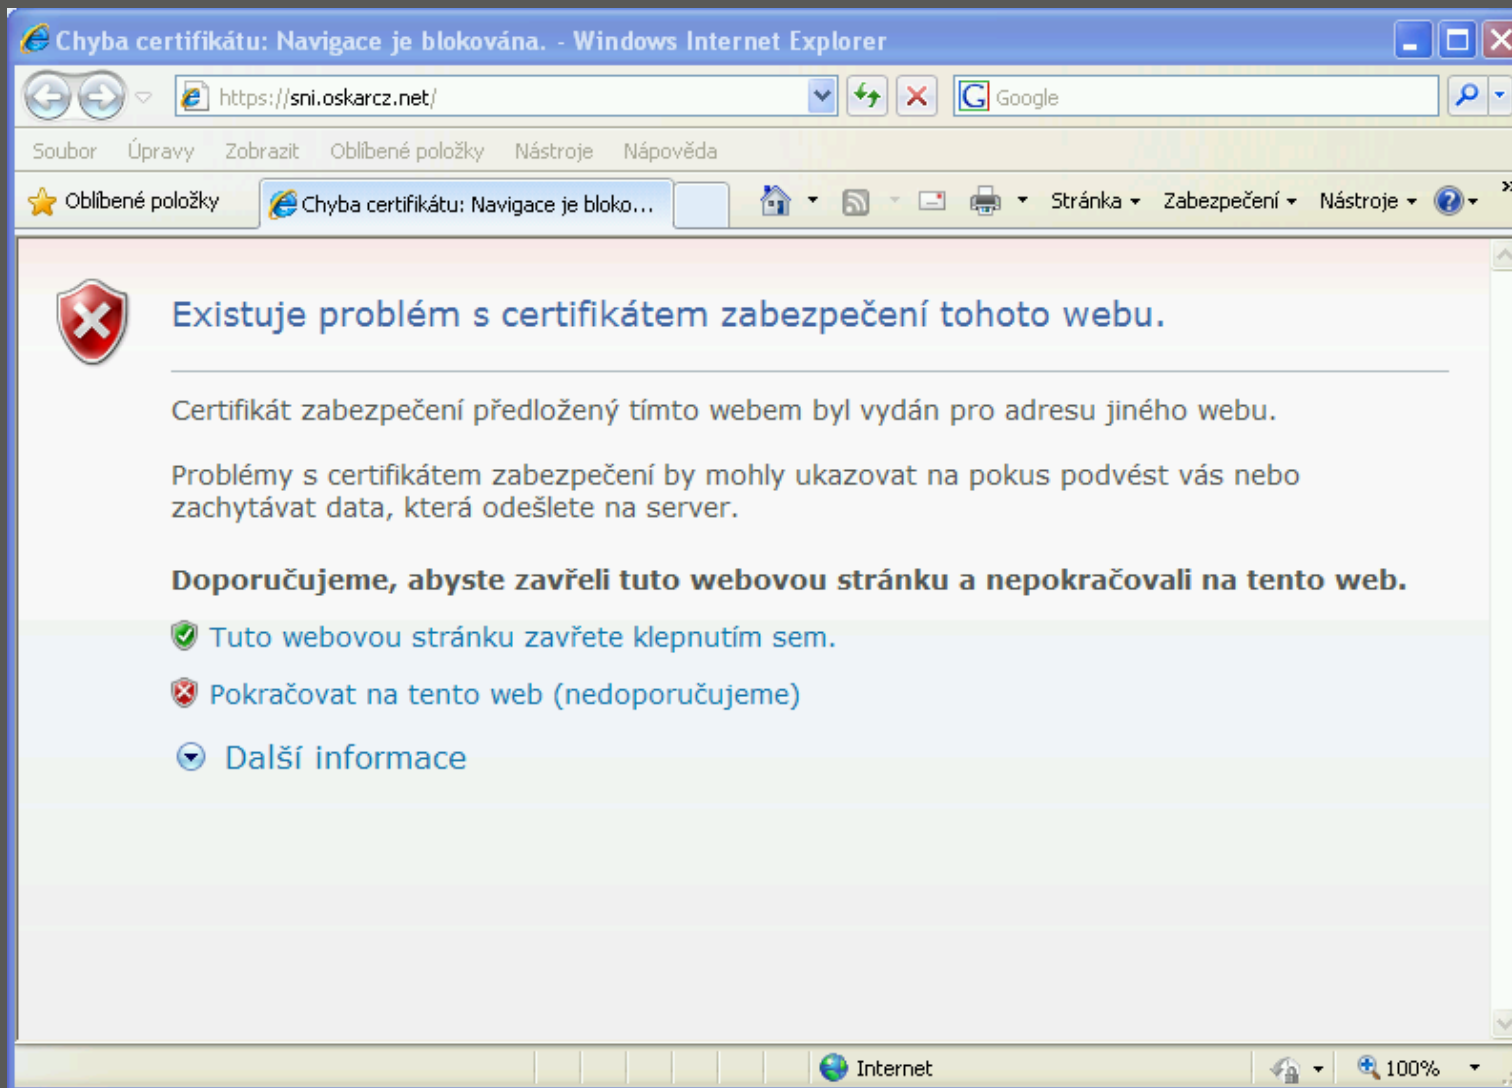 Chyba certifikátu: Navigace je blokována. - Windows Internet Explorer
https://sni.oskarcz.net/
Google
Soubor Úpravy Zobrazit Oblíbené položky Nástroje Nápověda
Oblíbené položky
Chyba certifikátu: Navigace je bloko...
Stránka
Zabezpečení
Nástroje
Existuje problém s certifikátem zabezpečení tohoto webu.
Certifikát zabezpečení předložený tímto webem byl vydán pro adresu jiného webu.
Problémy s certifikátem zabezpečení by mohly ukazovat na pokus podvést vás nebo
zachytávat data, která odešlete na server.
Doporučujeme, abyste zavřeli tuto webovou stránku a nepokračovali na tento web.
Tuto webovou stránku zavřete klepnutím sem.
Pokračovat na tento web (nedoporučujeme)
Další informace
Internet
100%